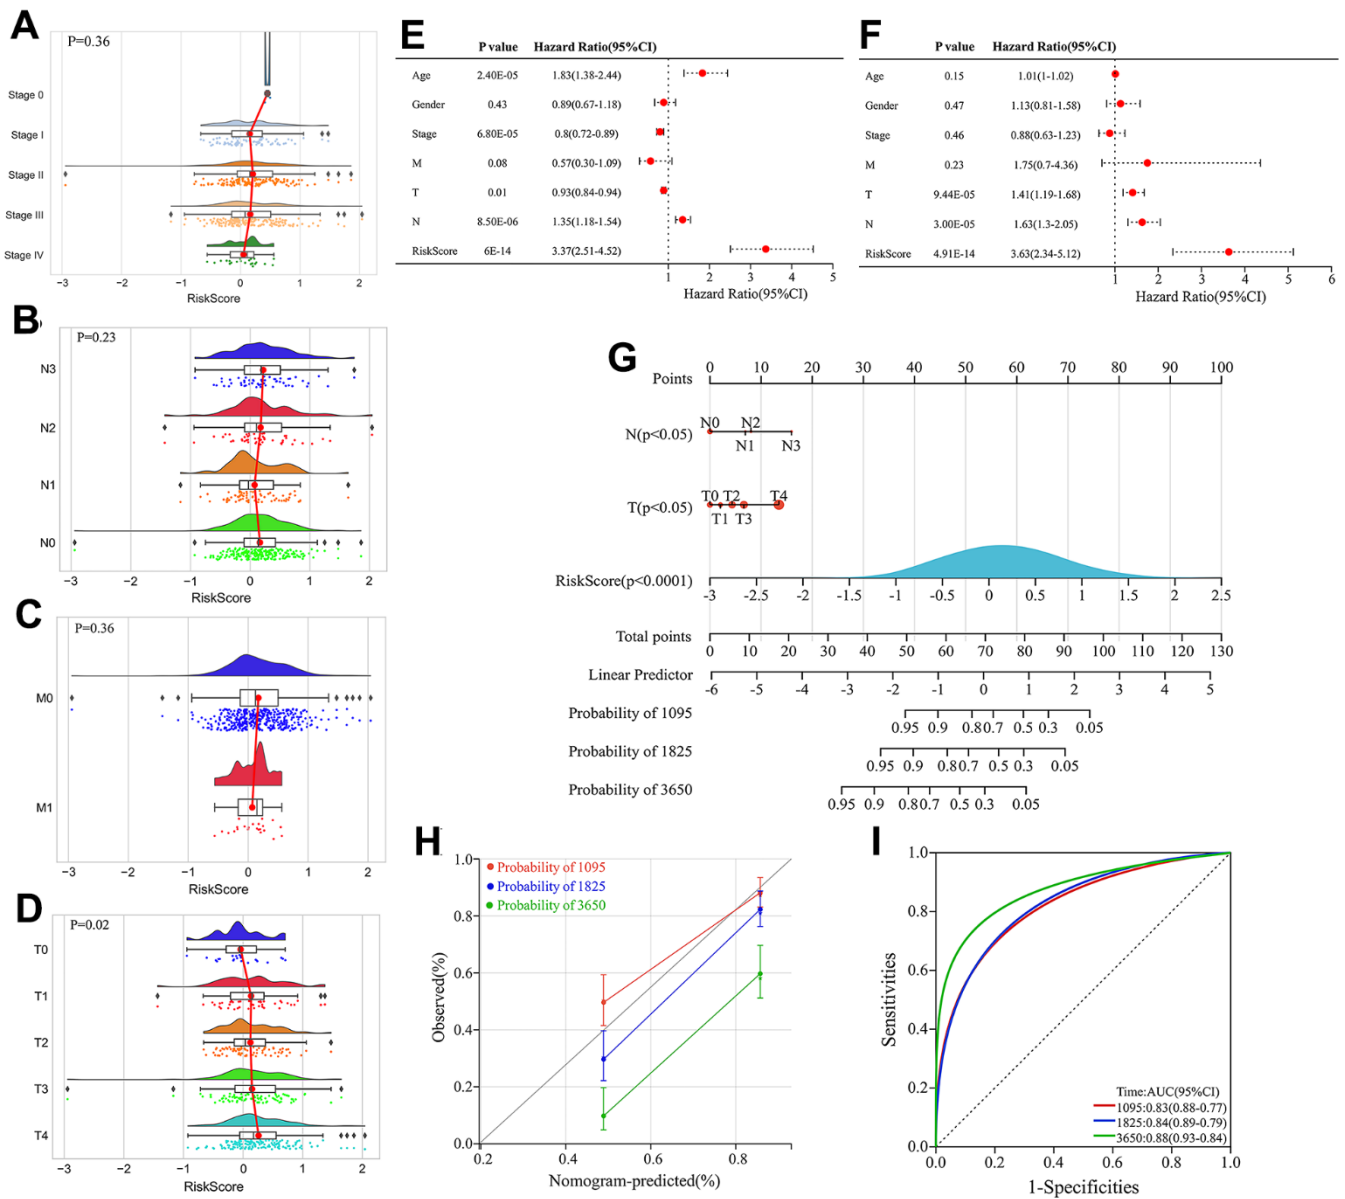 A
P=0.36
Stage 0
Stage I
Stage II
Stage III
Stage IV
−3 −2 −1 0 1 2
RiskScore
B
P=0.23
N3
N2
N1
N0
−3 −2 −1 0 1 2
RiskScore
C
P=0.36
M0
M1
−3 −2 −1 0 1 2
RiskScore
D
P=0.02
T0
T1
T2
T3
T4
−3 −2 −1 0 1 2
RiskScore
E
P value Hazard Ratio(95%CI)
Age 2.40E-05 1.83(1.38-2.44)
Gender 0.43 0.89(0.67-1.18)
Stage 6.80E-05 0.8(0.72-0.89)
M 0.08 0.57(0.30-1.09)
T 0.01 0.93(0.84-0.94)
N 8.50E-06 1.35(1.18-1.54)
RiskScore 6E-14 3.37(2.51-4.52)
1 2 3 4 5
Hazard Ratio(95%CI)
F
P value Hazard Ratio(95%CI)
Age 0.15 1.01(1-1.02)
Gender 0.47 1.13(0.81-1.58)
Stage 0.46 0.88(0.63-1.23)
M 0.23 1.75(0.7-4.36)
T 9.44E-05 1.41(1.19-1.68)
N 3.00E-05 1.63(1.3-2.05)
RiskScore 4.91E-14 3.63(2.34-5.12)
1 2 3 4 5 6
Hazard Ratio(95%CI)
G
Points 0 10 20 30 40 50 60 70 80 90 100
N0 N2
N(p<0.05)
N1 N3
T0 T2 T4
T(p<0.05)
T1 T3
RiskScore(p<0.0001)
-3 -2.5 -2 -1.5 -1 -0.5 0 0.5 1 1.5 2 2.5
Total points
0 10 20 30 40 50 60 70 80 90 100 110 120 130
Linear Predictor
-6 -5 -4 -3 -2 -1 0 1 2 3 4 5
Probability of 1095
0.95 0.9 0.8 0.7 0.5 0.3 0.05
Probability of 1825
0.95 0.9 0.8 0.7 0.5 0.3 0.05
Probability of 3650
0.95 0.9 0.8 0.7 0.5 0.3 0.05
H
Probability of 1095
Probability of 1825
Probability of 3650
1.0
0.8
0.6
0.4
0.2
0.0
Observed(%)
0.2 0.4 0.6 0.8
Nomogram-predicted(%)
I
1.0
0.8
0.6
0.4
0.2
0.0
Sensitivities
Time:AUC(95%CI)
1095:0.83(0.88-0.77)
1825:0.84(0.89-0.79)
3650:0.88(0.93-0.84)
0.0 0.2 0.4 0.6 0.8 1.0
1-Specificities